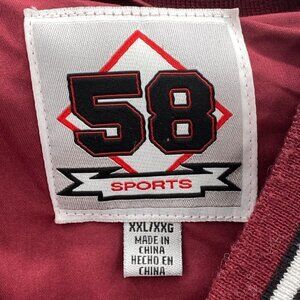 58
SPORTS
XXL/XXG
MADE IN
CHINA
HECHO EN
CHINA